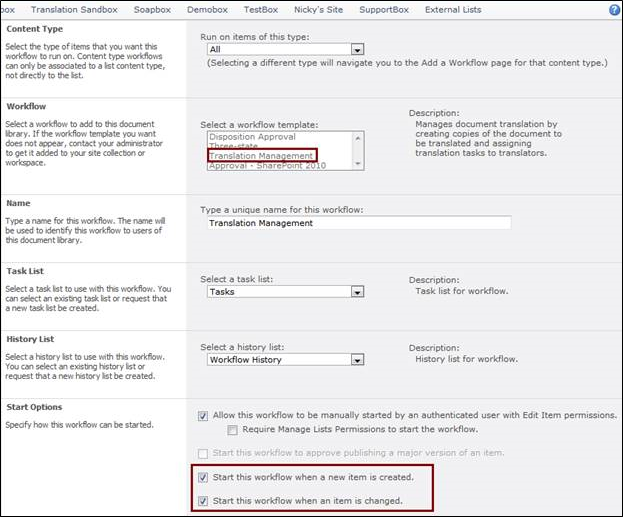 Translation Sandbox Soapbox Demobox TestBox Nicky's Site SupportBox External Lists
Content Type
Select the type of items that you want this
workflow to run on. Content type workflows
can only be associated to a list content type,
not directly to the list.
Run on items of this type:
All
(Selecting a different type will navigate you to the Add a Workflow page for that content type.)
Workflow
Select a workflow to add to this document
library. If the workflow template you want
does not appear, contact your administrator
to get it added to your site collection or
workspace.
Select a workflow template:
Disposition Approval
Three-state
Translation Management
Approval - SharePoint 2010
Description:
Manages document translation by
creating copies of the document to
be translated and assigning
translation tasks to translators.
Name
Type a name for this workflow. The name will
be used to identify this workflow to users of
this document library.
Type a unique name for this workflow:
Translation Management
Task List
Select a task list to use with this workflow. You
can select an existing task list or request that
a new task list be created.
Select a task list:
Tasks
Description:
Task list for workflow.
History List
Select a history list to use with this workflow.
You can select an existing history list or
request that a new history list be created.
Select a history list:
Workflow History
Description:
History list for workflow.
Start Options
Specify how this workflow can be started.
Allow this workflow to be manually started by an authenticated user with Edit Item permissions.
Require Manage Lists Permissions to start the workflow.
Start this workflow to approve publishing a major version of an item.
Start this workflow when a new item is created.
Start this workflow when an item is changed.